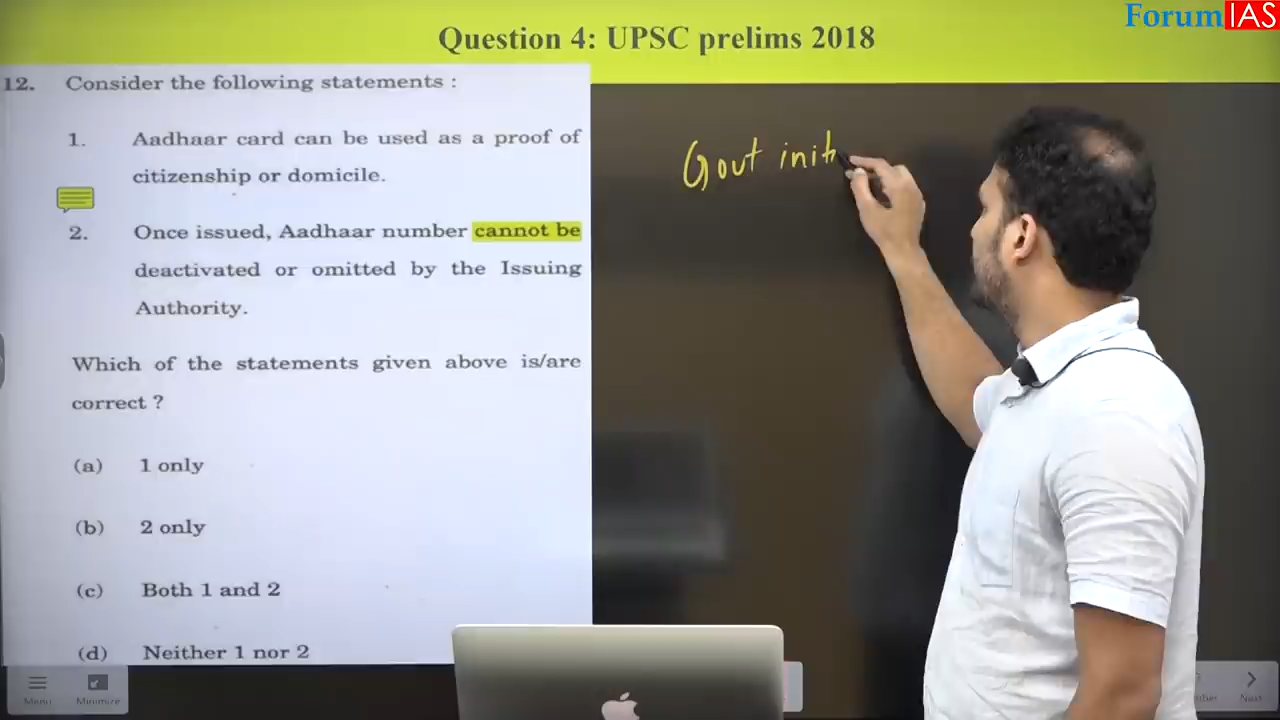 ForumIAS
Question 4: UPSC prelims 2018
12. Consider the following statements :
1. Aadhaar card can be used as a proof of
citizenship or domicile.
2. Once issued, Aadhaar number cannot be
deactivated or omitted by the Issuing
Authority.
Which of the statements given above is/are
correct ?
(a) 1 only
(b) 2 only
(c) Both 1 and 2
(d) Neither 1 nor 2
Govt init
Menu
Minimize
Next